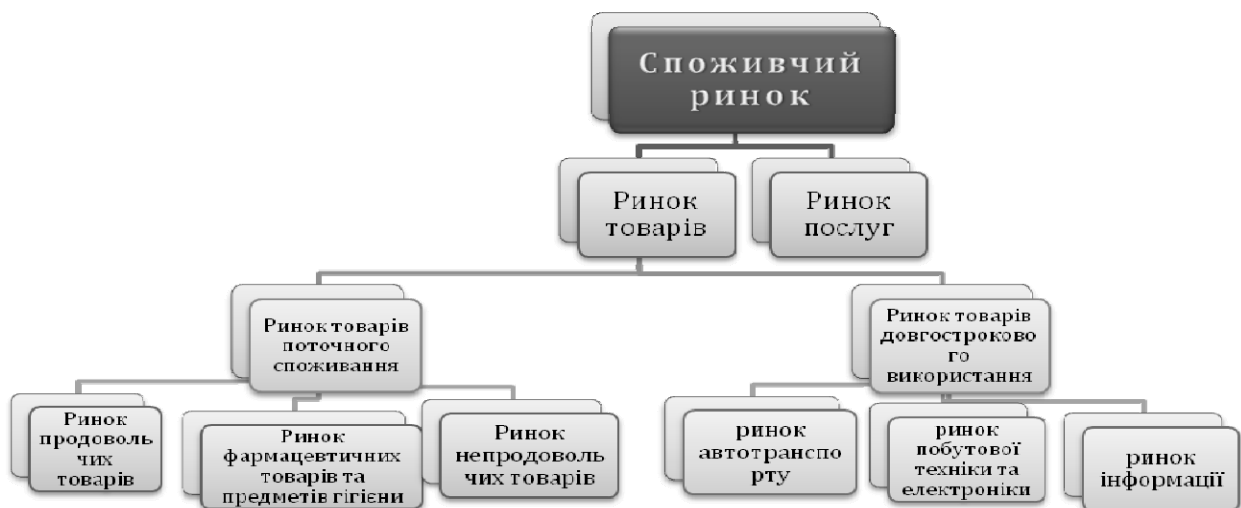 Споживчий
ринок
Ринок
товарів
Ринок
послуг
Ринок товарів
поточного
споживання
Ринок товарів
довгостроково
го
використання
Ринок
продоволь
чих
товарів
Ринок
фармацевтичних
товарів та
предметів гігієни
Ринок
непродоволь
чих товарів
ринок
автотранспо
рту
ринок
побутової
техніки та
електроніки
ринок
інформації